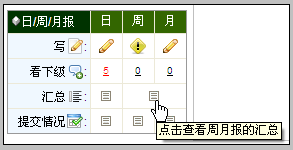 日/周/月报 日 周 月
写 :
看下级 : 5 0 0
汇总 :
提交情况 :
点击查看周月报的汇总